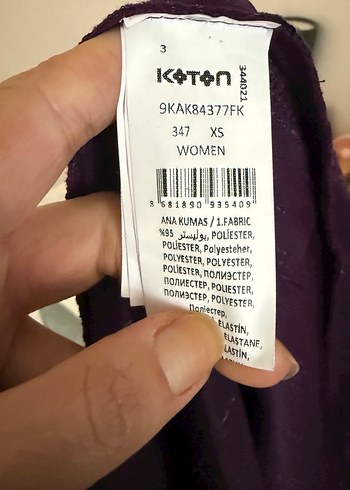 3
KOTON
344021
9KAK84377FK
347 XS
WOMEN
8 681890 935409
ANA KUMAS / 1.FABRIC
%95 بوليستر, POLİESTER,
POLİESTER, Polyesteher,
POLYESTER, POLYESTER,
POLİESTER, ПОЛИЭСТЕР,
ПОЛИЕСТЕР, POLIESTER,
ПОЛИЭСТЕР, POLYESTER,
Поліестер,
ELASTİN,
ELASTANE,